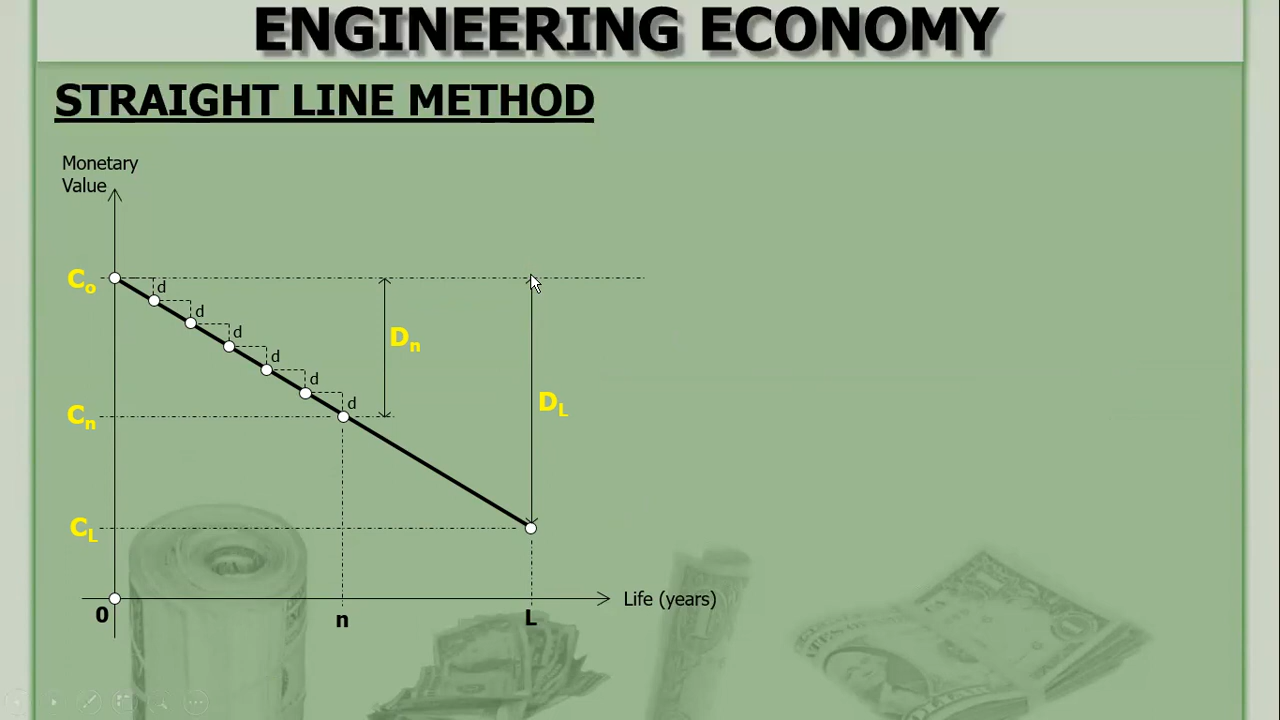 ENGINEERING ECONOMY
STRAIGHT LINE METHOD
Monetary
Value
Co
d
d
d
d
d
d
Dn
Cn
DL
CL
0
n
L
Life (years)